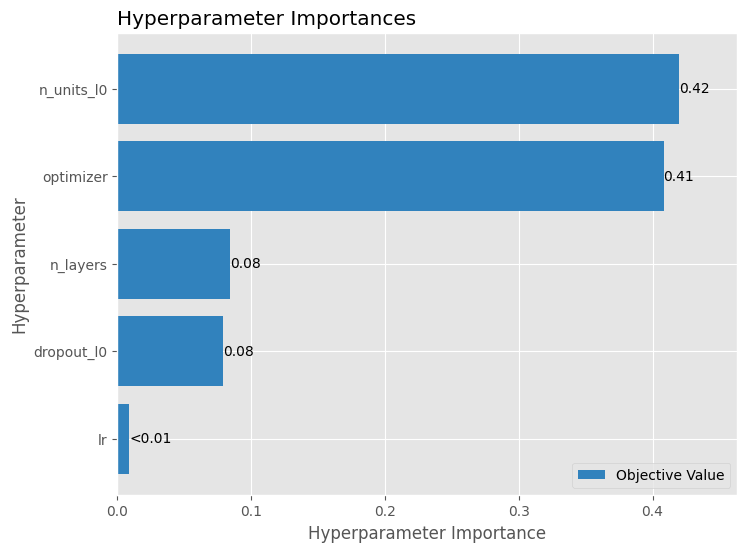 Hyperparameter Importances
n_units_l0
0.42
optimizer
0.41
n_layers
0.08
dropout_l0
0.08
lr
<0.01
Hyperparameter
Objective Value
0.0
0.1
0.2
0.3
0.4
Hyperparameter Importance